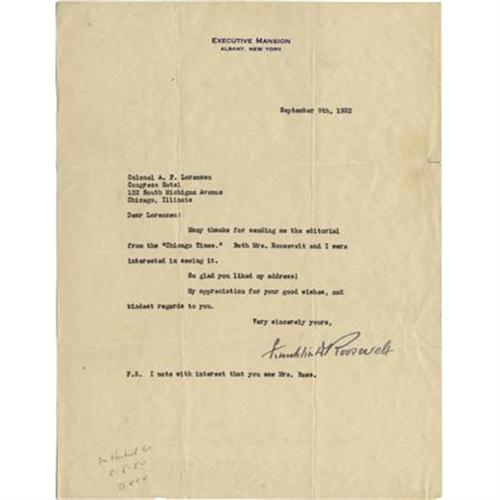 EXECUTIVE MANSION
ALBANY, NEW YORK
September 9th, 1932
Colonel A. F. Lorensen
Congress Hotel
122 South Michigan Avenue
Chicago, Illinois
Dear Lorensen:
Many thanks for sending me the editorial
from the "Chicago Times." Both Mrs. Roosevelt and I were
interested in seeing it.
So glad you liked my address!
My appreciation for your good wishes, and
kindest regards to you.
Very sincerely yours,
Franklin D Roosevelt
P.S. I note with interest that you saw Mrs. Bass.